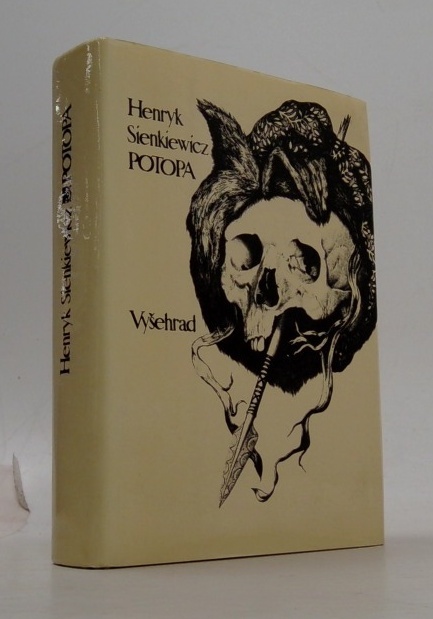 Henryk
Sienkiewicz
POTOPA
Vyšehrad
Henryk Sienkiewicz POTOPA